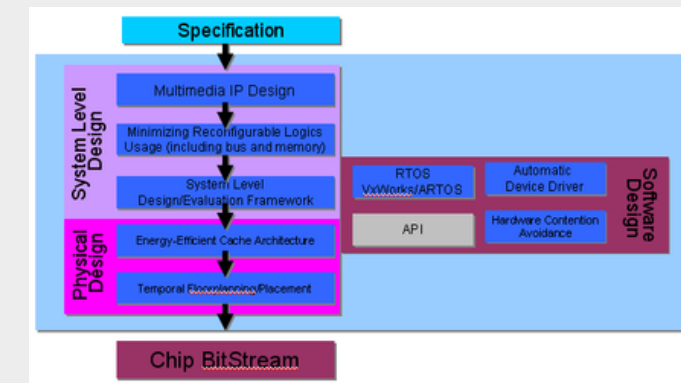 Specification
System Level
Design
Multimedia IP Design
Minimizing Reconfigurable Logics
Usage (including bus and memory)
System Level
Design/Evaluation Framework
Physical
Design
Energy-Efficient Cache Architecture
Temporal Floorplanning/Placement
RTOS
VxWorks/ARTOS
Automatic
Device Driver
API
Hardware Contention
Avoidance
Software
Design
Chip BitStream